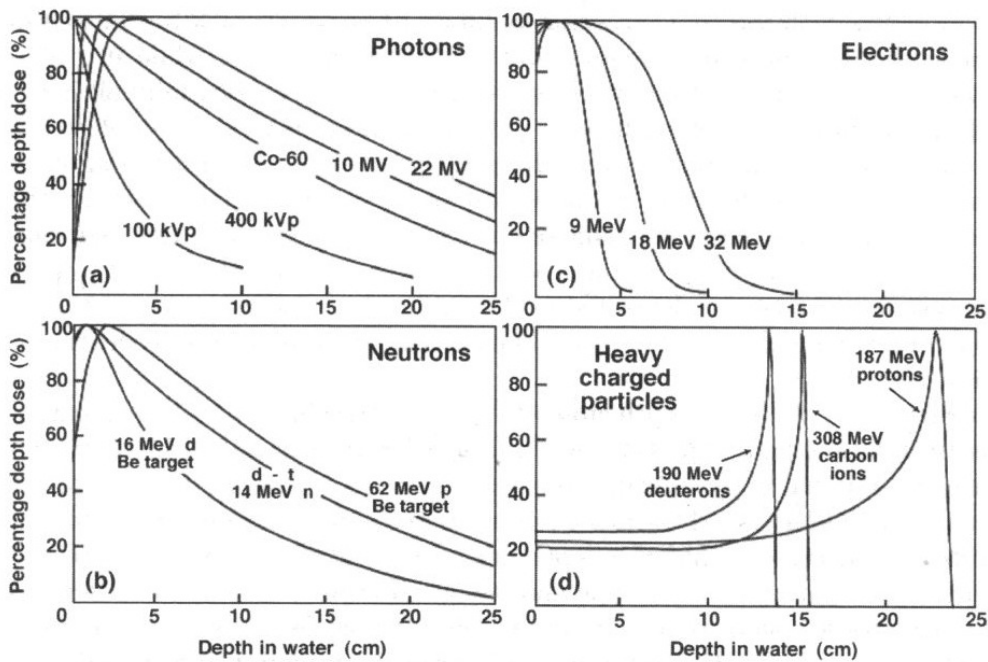 Percentage depth dose (%)
100
80
60
40
20
0
Photons
Co-60
10 MV
22 MV
100 kVp
400 kVp
(a)
0
5
10
15
20
25
100
80
60
40
20
0
Electrons
9 MeV
18 MeV
32 MeV
(c)
0
5
10
15
20
25
Percentage depth dose (%)
100
80
60
40
20
0
Neutrons
16 MeV d
Be target
d - t
14 MeV n
62 MeV p
Be target
(b)
0
5
10
15
20
25
Depth in water (cm)
100
80
60
40
20
Heavy
charged
particles
187 MeV
protons
308 MeV
carbon
ions
190 MeV
deuterons
(d)
0
5
10
15
20
25
Depth in water (cm)